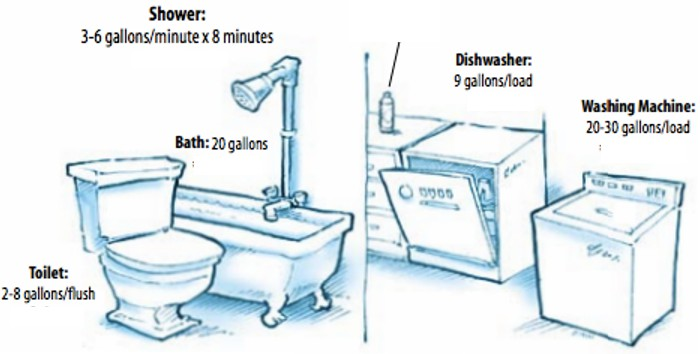 Shower:
3-6 gallons/minute x 8 minutes
Bath: 20 gallons
Toilet:
2-8 gallons/flush
Dishwasher:
9 gallons/load
Washing Machine:
20-30 gallons/load